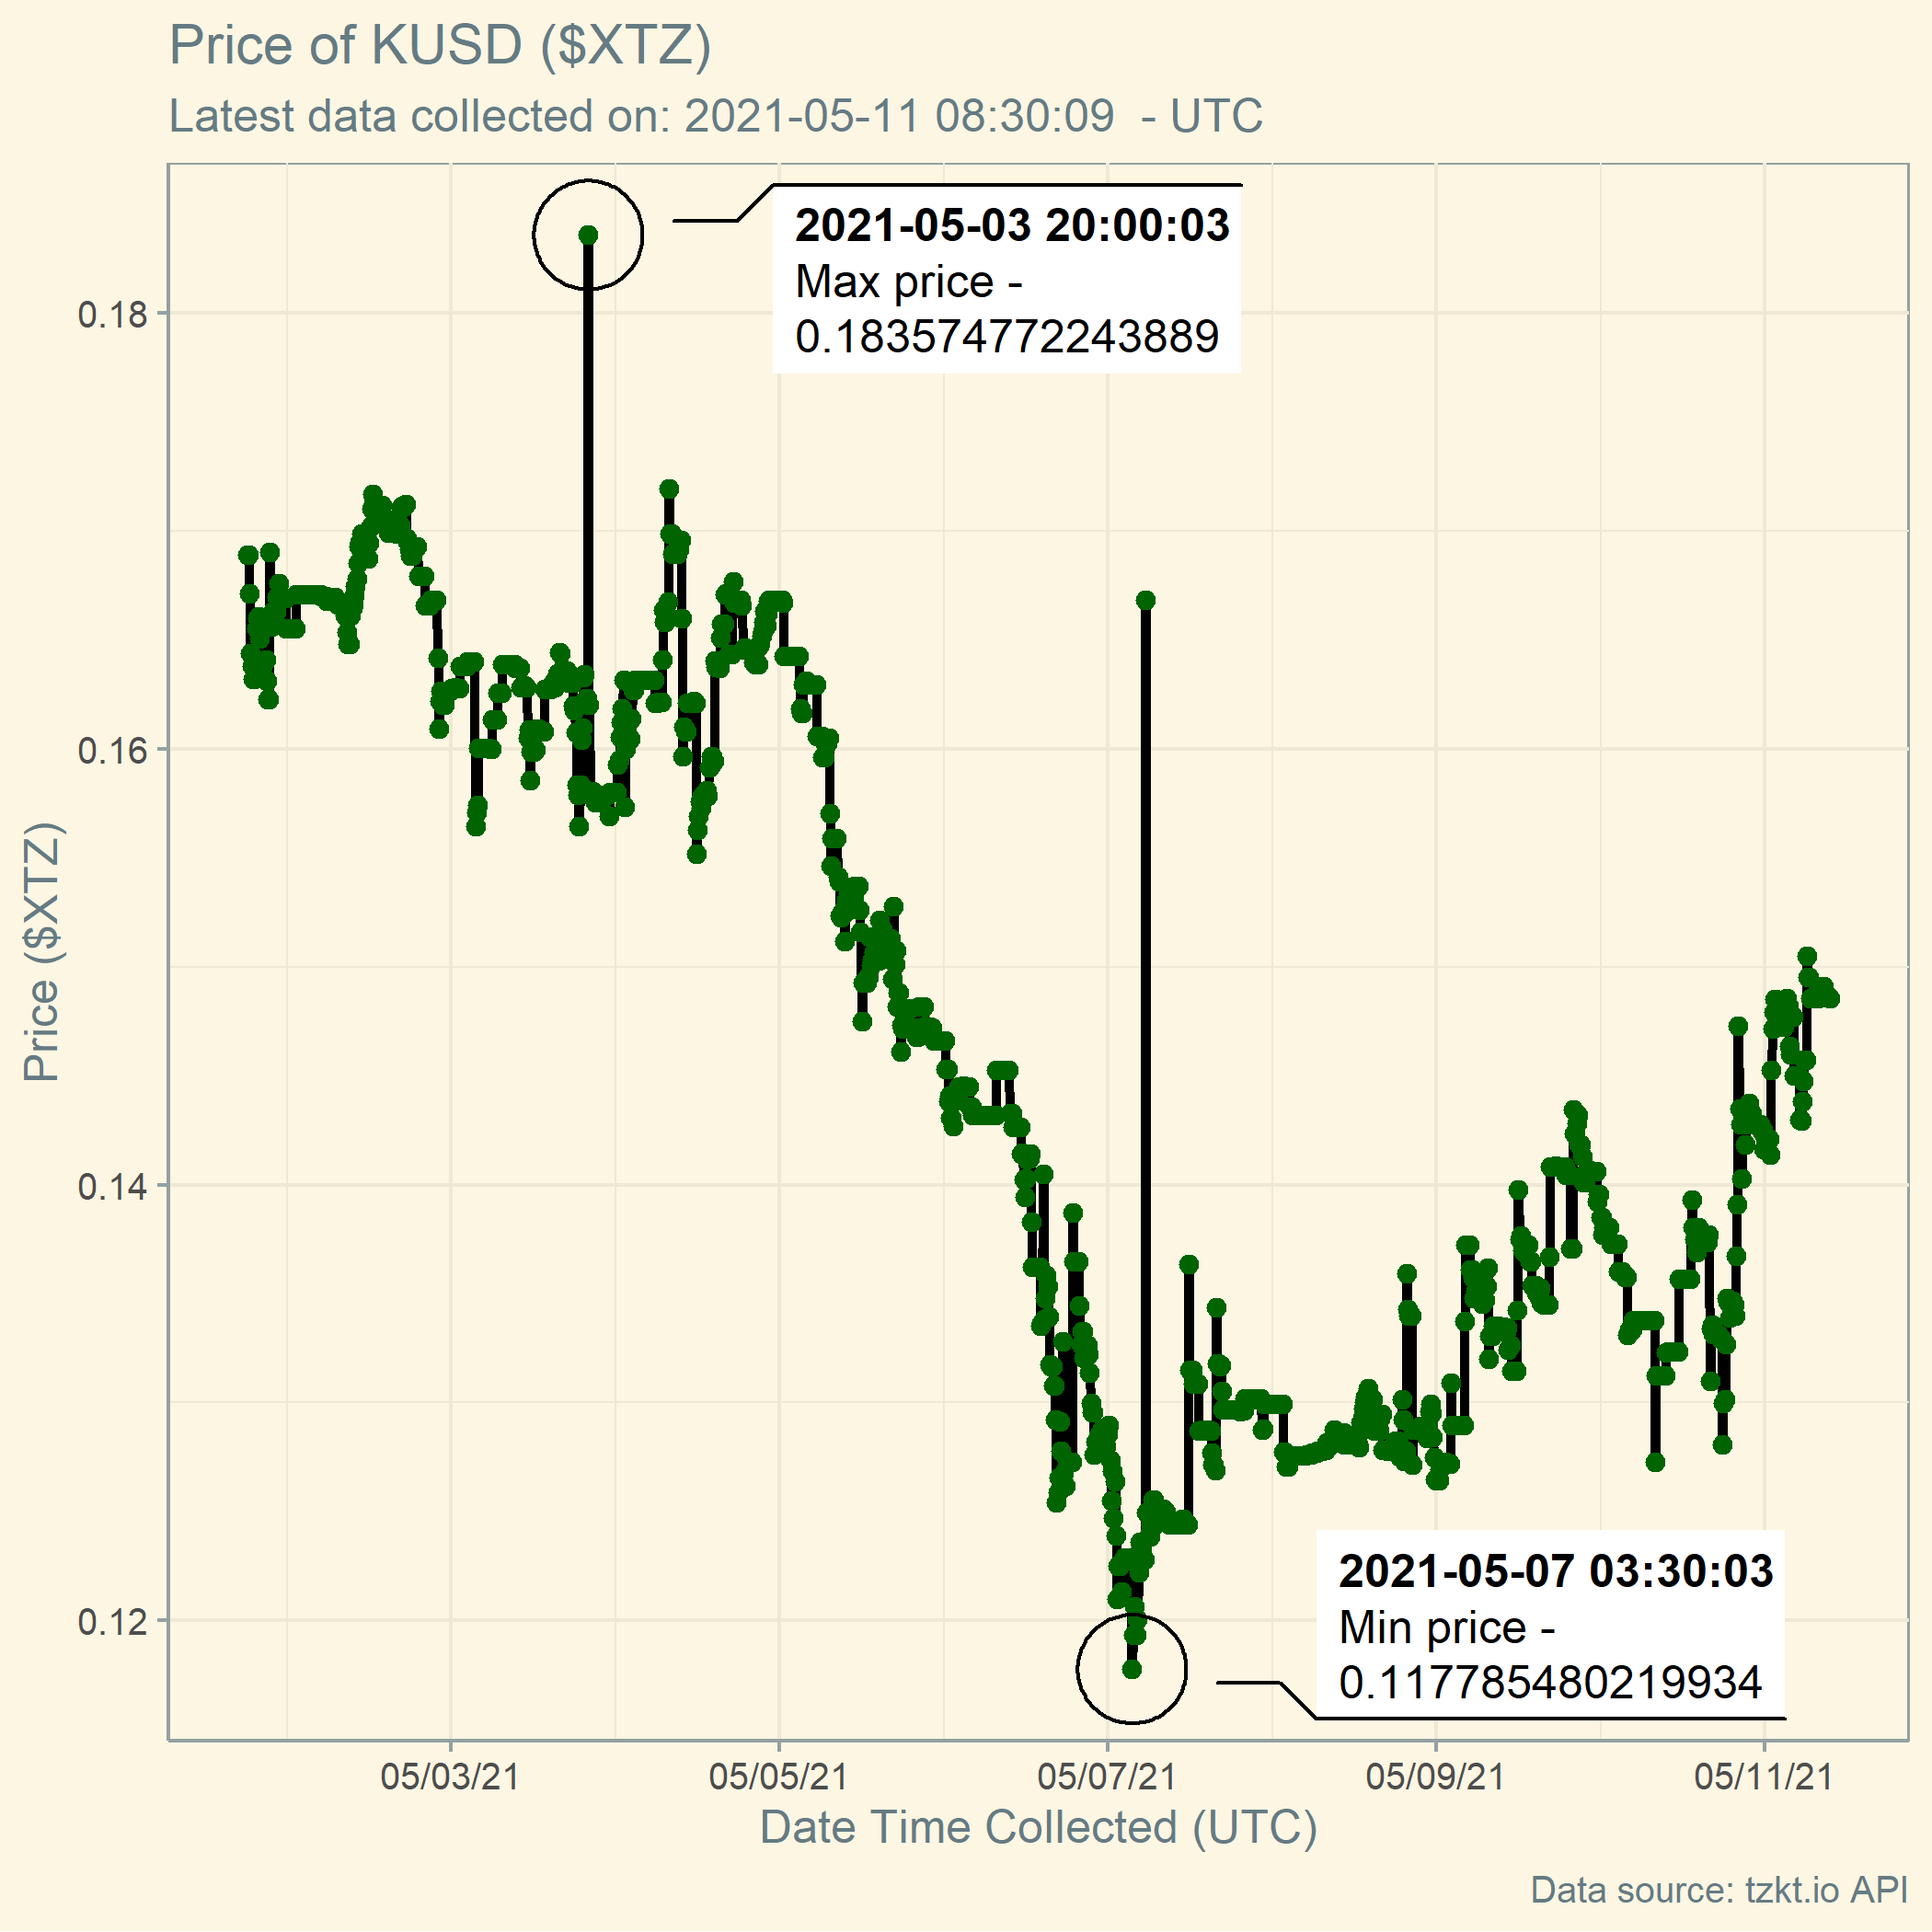 Price of KUSD ($XTZ)
Latest data collected on: 2021-05-11 08:30:09  - UTC
2021-05-03 20:00:03
Max price -
0.183574772243889
0.18
0.16
0.14
0.12
Price ($XTZ)
2021-05-07 03:30:03
Min price -
0.117785480219934
05/03/21
05/05/21
05/07/21
05/09/21
05/11/21
Date Time Collected (UTC)
Data source: tzkt.io API